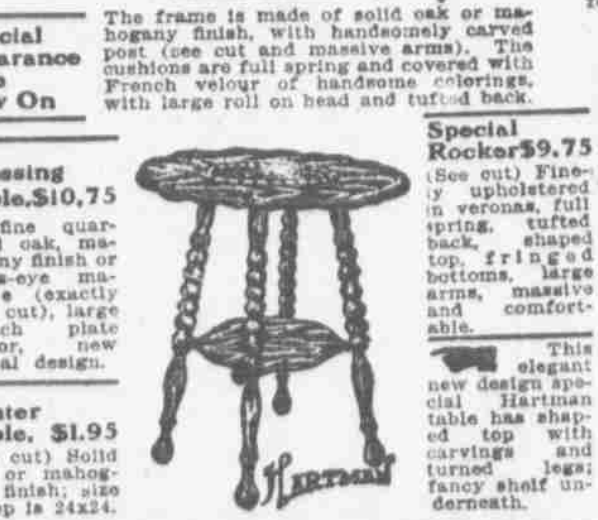 The frame is made of solid oak or ma-
hogany finish, with handsomely carved
post (see cut and massive arms). The
cushions are full spring and covered with
French velour of handsome colorings,
with large roll on head and tufted back.
cial
arance
On
ssing
le, $10,75
fine quar-
oak, ma-
ny finish or
s-eye ma-
(exactly
cut), large
ch plate
or, new
al design.
ter
le, $1.95
cut) Solid
or mahog-
finish; size
p is 24x24.
HARTMAN
Special
Rocker $9.75
(See cut) Fine-
ly upholstered
in veronas, full
spring, tufted
back, shaped
top, fringed
bottoms, large
arms, massive
and comfort-
able.
This
elegant
new design spe-
cial Hartman
table has shap-
ed top with
carvings and
turned legs;
fancy shelf un-
derneath.